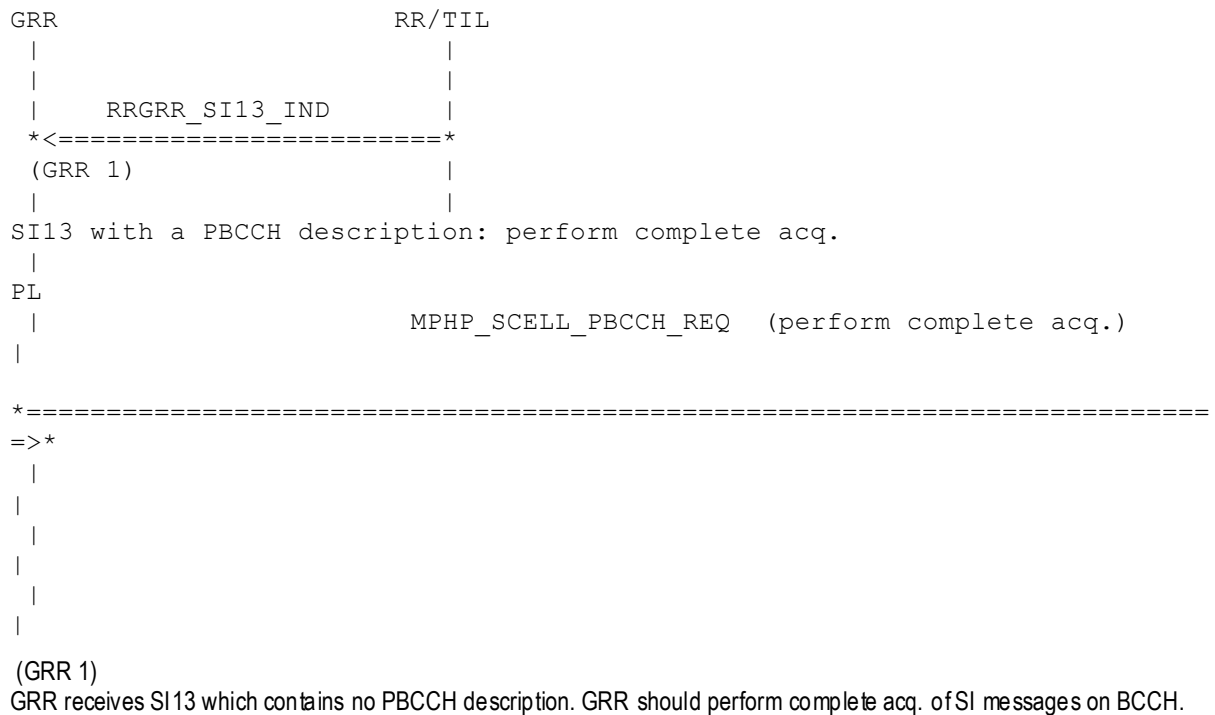 GRR                     RR/TIL
 |                         |
 |                         |
 |    RRGRR_SI13_IND       |
 *<========================*
 (GRR 1)                   |
 |                         |
SI13 with a PBCCH description: perform complete acq.
 |
PL
 |                       MPHP_SCELL_PBCCH_REQ  (perform complete acq.)
|
*==========================================================================
=>*
 |
|
 |
|
 |
|
(GRR 1)
GRR receives SI13 which contains no PBCCH description. GRR should perform complete acq. of SI messages on BCCH.